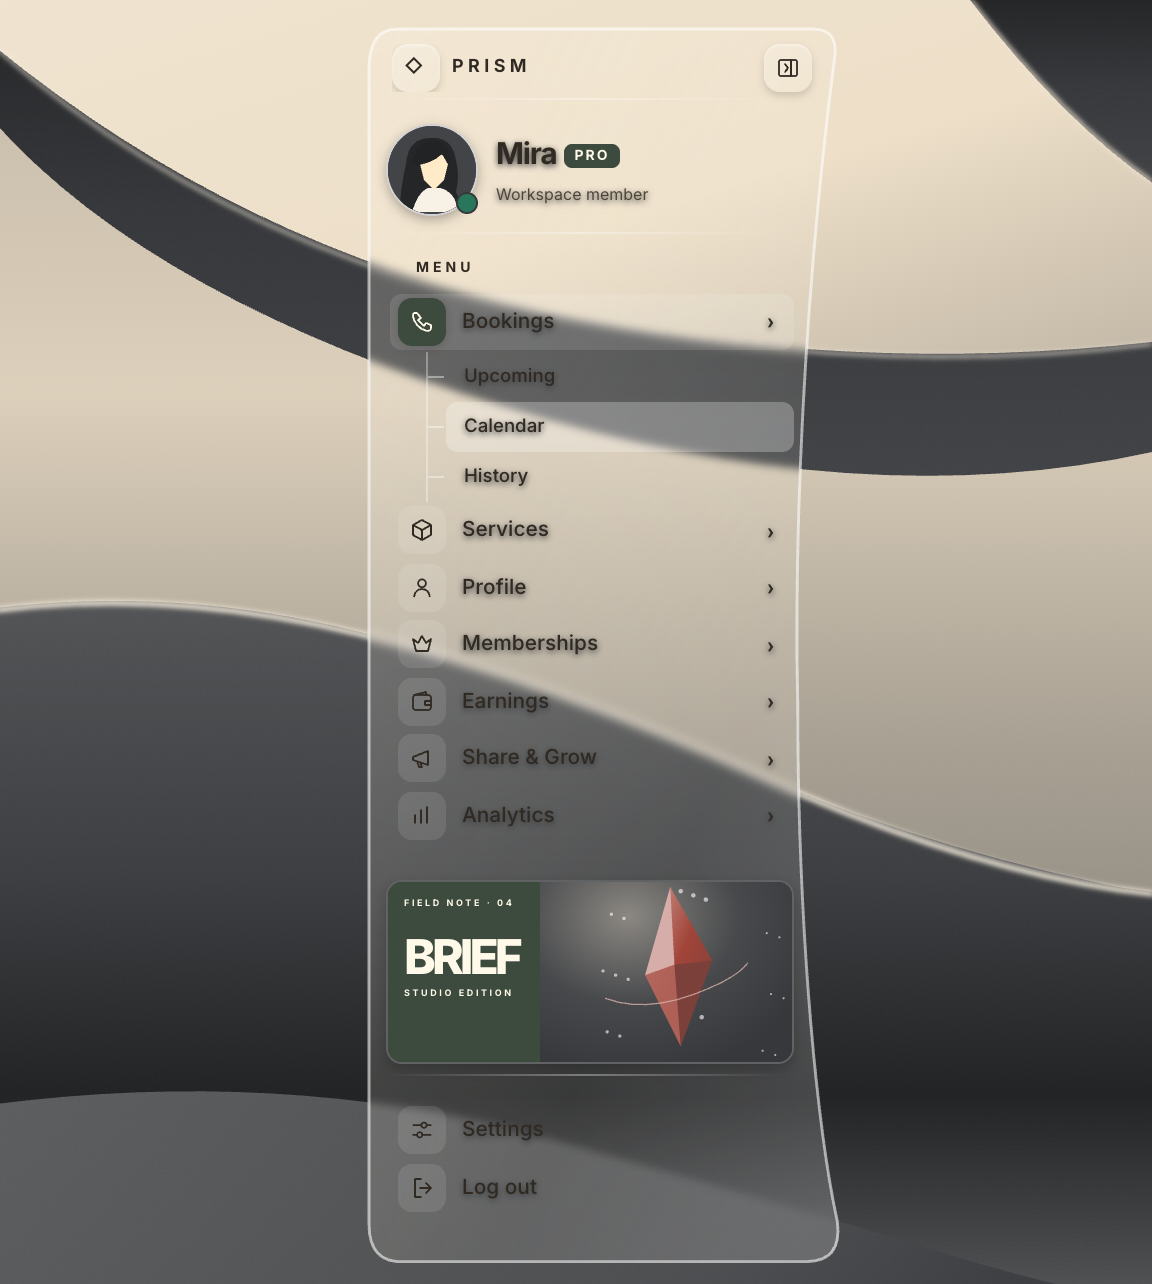 PRISM
Mira PRO
Workspace member
MENU
Bookings
Upcoming
Calendar
History
Services
Profile
Memberships
Earnings
Share & Grow
Analytics
FIELD NOTE · 04
BRIEF
STUDIO EDITION
Settings
Log out